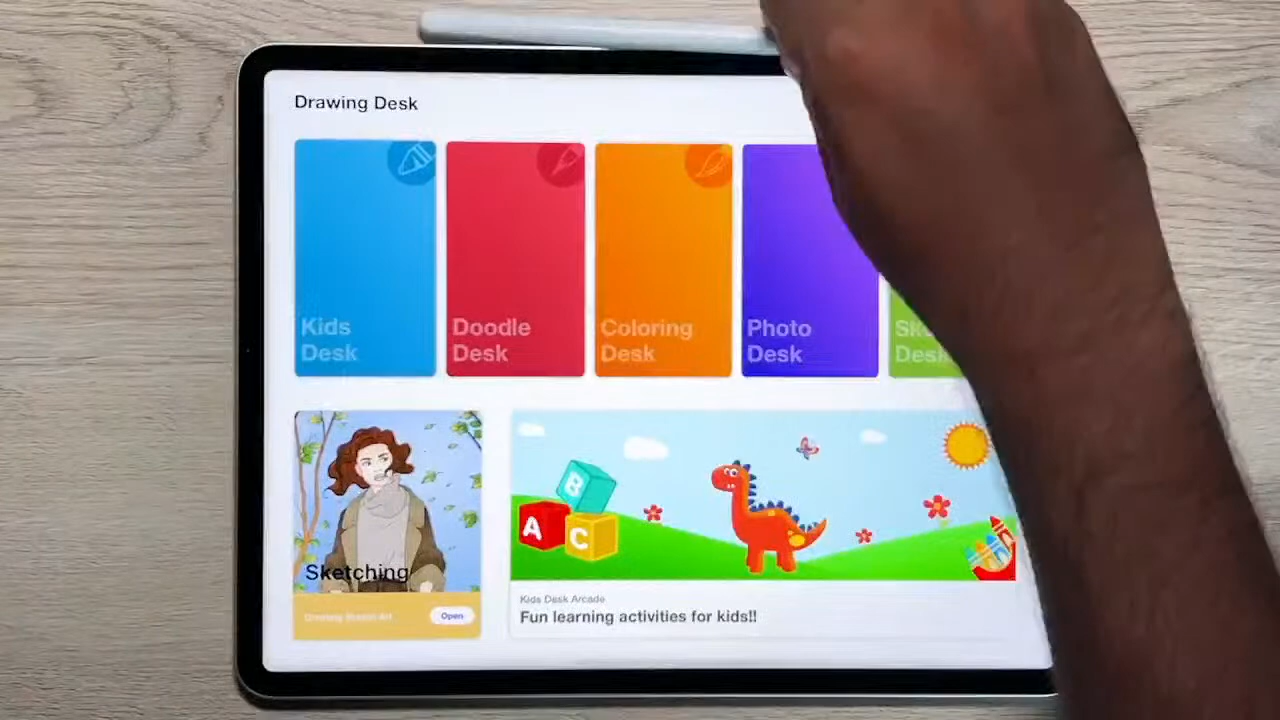 Drawing Desk
Kids
Desk
Doodle
Desk
Coloring
Desk
Photo
Desk
Desk
B
A
C
Sketching
Open
Kids Desk Arcade
Fun learning activities for kids!!